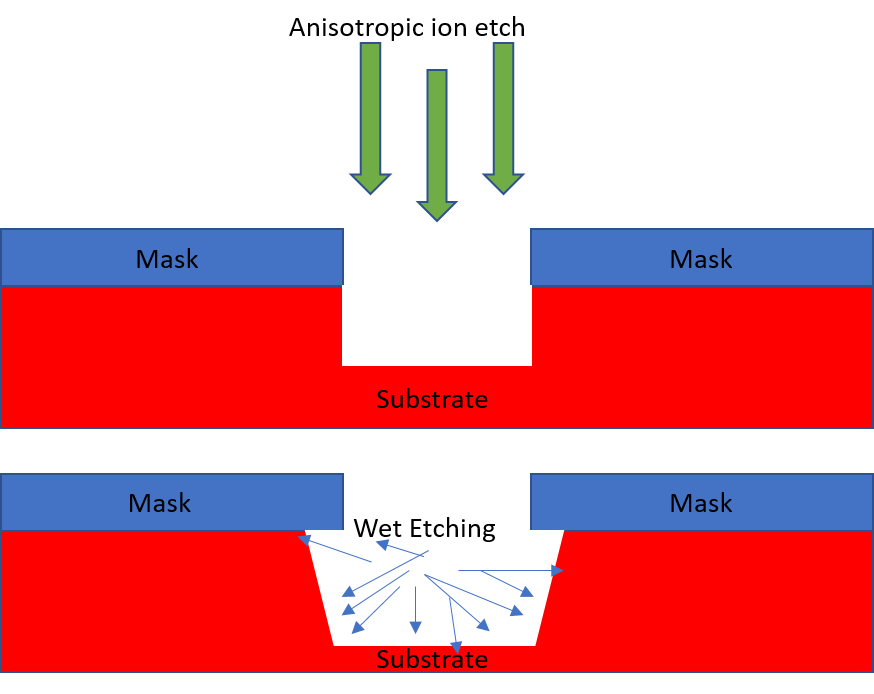 Anisotropic ion etch
Mask
Mask
Substrate
Mask
Mask
Wet Etching
Substrate